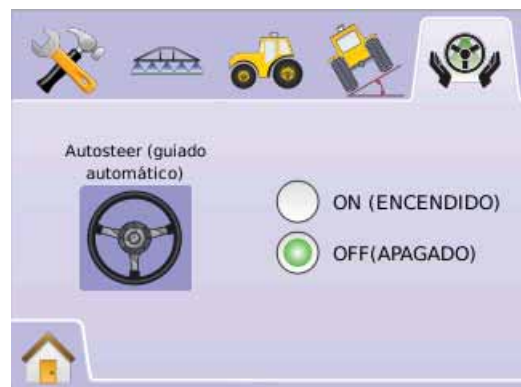 Autosteer (guiado
automático)
ON (ENCENDIDO)
OFF(APAGADO)